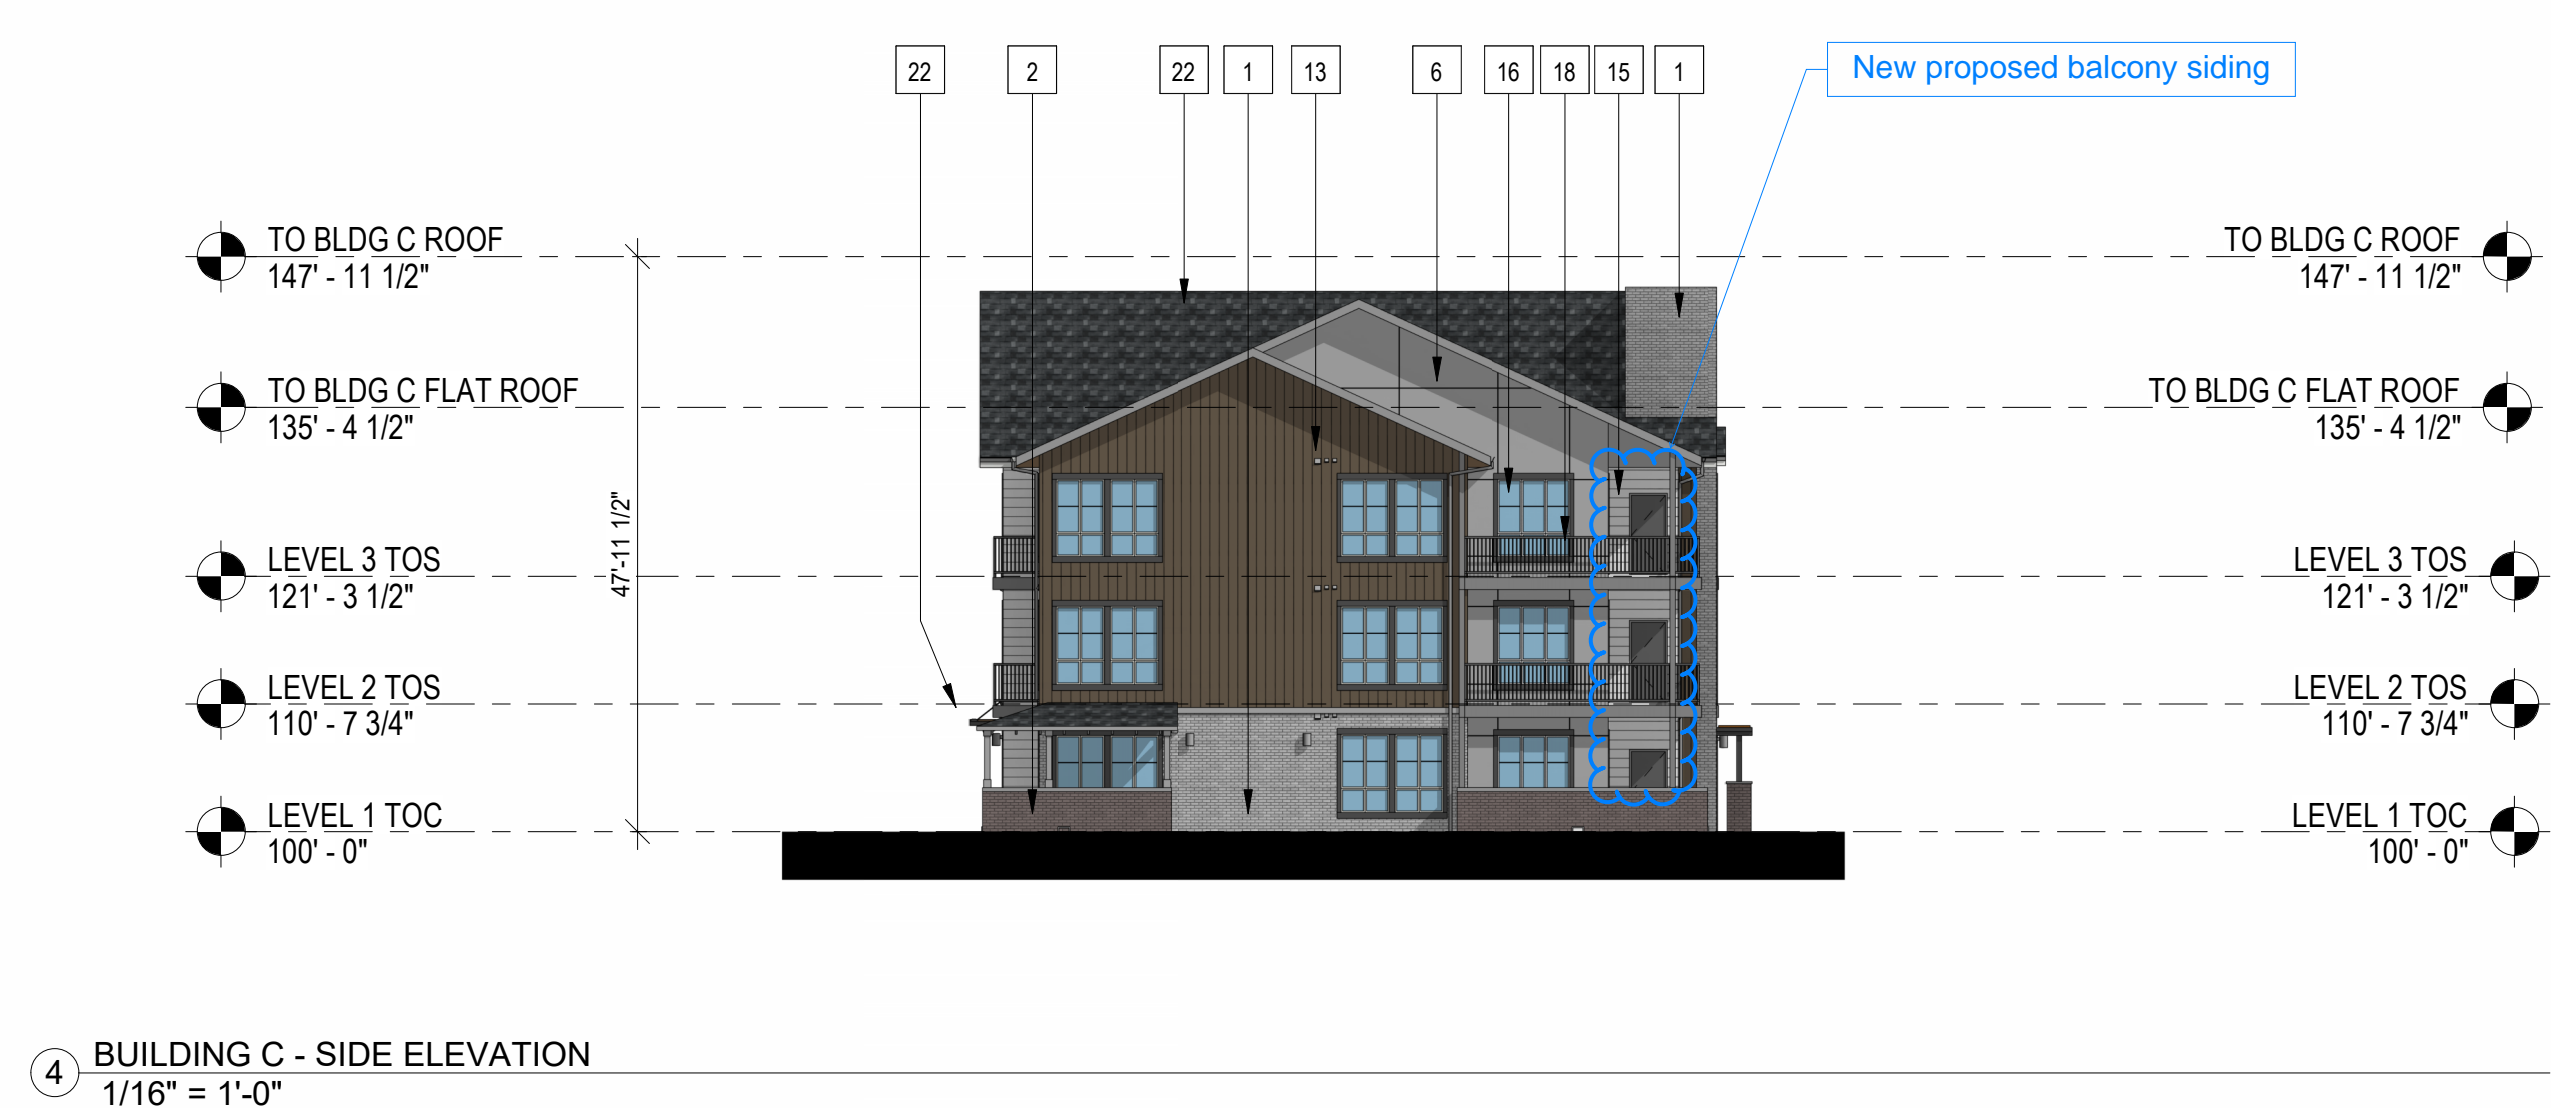 22 2 22 1 13 6 16 18 15 1
New proposed balcony siding
TO BLDG C ROOF
147' - 11 1/2"
TO BLDG C ROOF
147' - 11 1/2"
TO BLDG C FLAT ROOF
135' - 4 1/2"
TO BLDG C FLAT ROOF
135' - 4 1/2"
47'-11 1/2"
LEVEL 3 TOS
121' - 3 1/2"
LEVEL 3 TOS
121' - 3 1/2"
LEVEL 2 TOS
110' - 7 3/4"
LEVEL 2 TOS
110' - 7 3/4"
LEVEL 1 TOC
100' - 0"
LEVEL 1 TOC
100' - 0"
4
BUILDING C - SIDE ELEVATION
1/16" = 1'-0"